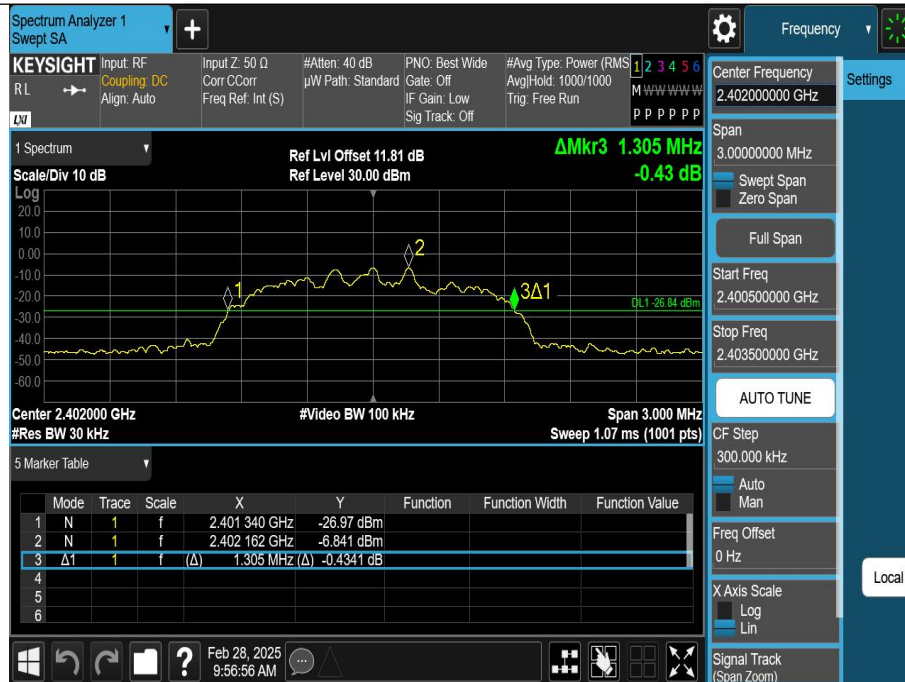 Spectrum Analyzer 1
Swept SA
Frequency
KEYSIGHT
RL
LXI
Input: RF
Coupling: DC
Align: Auto
Input Z: 50 Ω
Corr CCorr
Freq Ref: Int (S)
#Atten: 40 dB
µW Path: Standard
PNO: Best Wide
Gate: Off
IF Gain: Low
Sig Track: Off
#Avg Type: Power (RMS
Avg|Hold: 1000/1000
Trig: Free Run
1 2 3 4 5 6
M W W W W W
P P P P P P
1 Spectrum
Scale/Div 10 dB
Ref Lvl Offset 11.81 dB
Ref Level 30.00 dBm
ΔMkr3 1.305 MHz
-0.43 dB
Log
20.0
10.0
0.00
-10.0
-20.0
-30.0
-40.0
-50.0
-60.0
1
2
3Δ1
DL1 -26.84 dBm
Center 2.402000 GHz
#Video BW 100 kHz
Span 3.000 MHz
#Res BW 30 kHz
Sweep 1.07 ms (1001 pts)
5 Marker Table
Mode Trace Scale X Y Function Function Width Function Value
1 N 1 f 2.401 340 GHz -26.97 dBm
2 N 1 f 2.402 162 GHz -6.841 dBm
3 Δ1 1 f (Δ) 1.305 MHz (Δ) -0.4341 dB
4
5
6
Feb 28, 2025
9:56:56 AM
Center Frequency
2.402000000 GHz
Span
3.00000000 MHz
Swept Span
Zero Span
Full Span
Start Freq
2.400500000 GHz
Stop Freq
2.403500000 GHz
AUTO TUNE
CF Step
300.000 kHz
Auto
Man
Freq Offset
0 Hz
X Axis Scale
Log
Lin
Signal Track
(Span Zoom)
Settings
Local